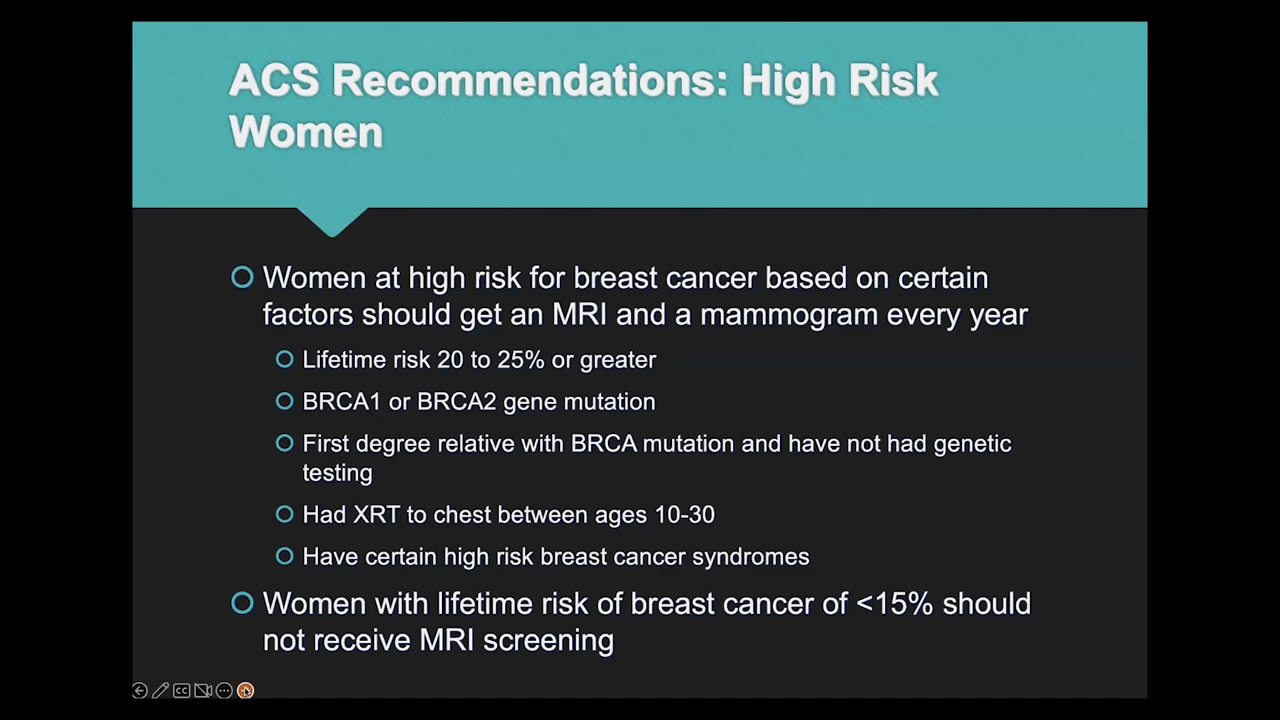 ACS Recommendations: High Risk
Women
Women at high risk for breast cancer based on certain
factors should get an MRI and a mammogram every year
Lifetime risk 20 to 25% or greater
BRCA1 or BRCA2 gene mutation
First degree relative with BRCA mutation and have not had genetic
testing
Had XRT to chest between ages 10-30
Have certain high risk breast cancer syndromes
Women with lifetime risk of breast cancer of <15% should
not receive MRI screening
CC